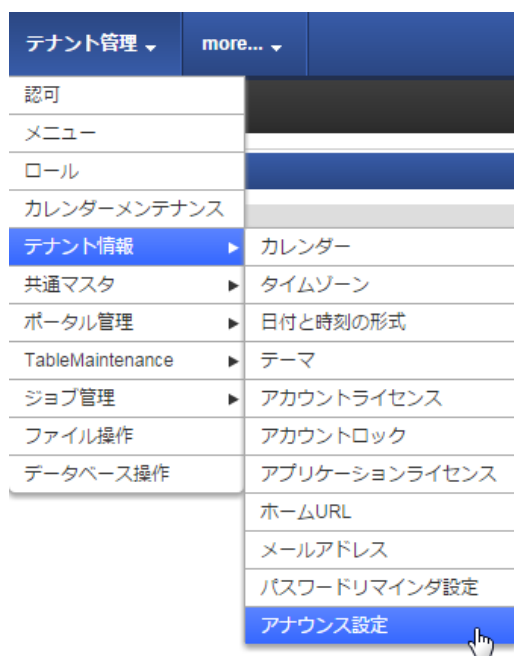 テナント管理
more...
認可
メニュー
ロール
カレンダーメンテナンス
テナント情報
共通マスタ
ポータル管理
TableMaintenance
ジョブ管理
ファイル操作
データベース操作
カレンダー
タイムゾーン
日付と時刻の形式
テーマ
アカウントライセンス
アカウントロック
アプリケーションライセンス
ホームURL
メールアドレス
パスワードリマインダ設定
アナウンス設定